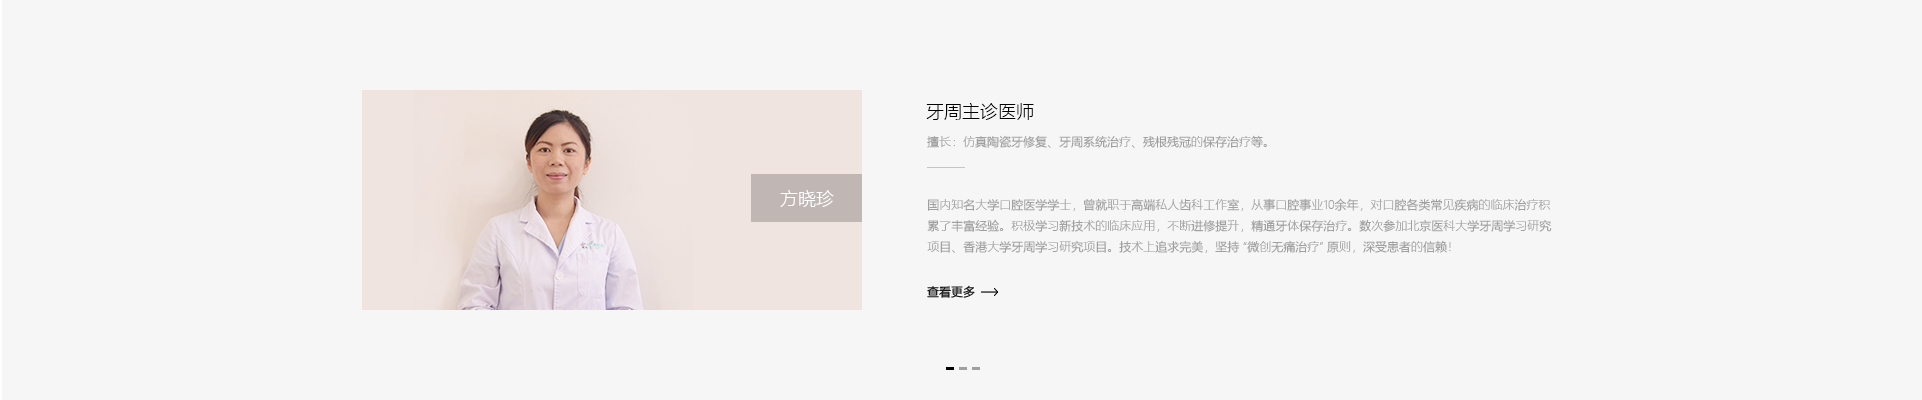 方晓珍
牙周主诊医师
擅长：仿真陶瓷牙修复、牙周系统治疗、残根残冠的保存治疗等。
国内知名大学口腔医学学士，曾就职于高端私人齿科工作室，从事口腔事业10余年，对口腔各类常见疾病的临床治疗积
累了丰富经验。积极学习新技术的临床应用，不断进修提升，精通牙体保存治疗。数次参加北京医科大学牙周学习研究
项目、香港大学牙周学习研究项目。技术上追求完美，坚持“微创无痛治疗”原则，深受患者的信赖！
查看更多